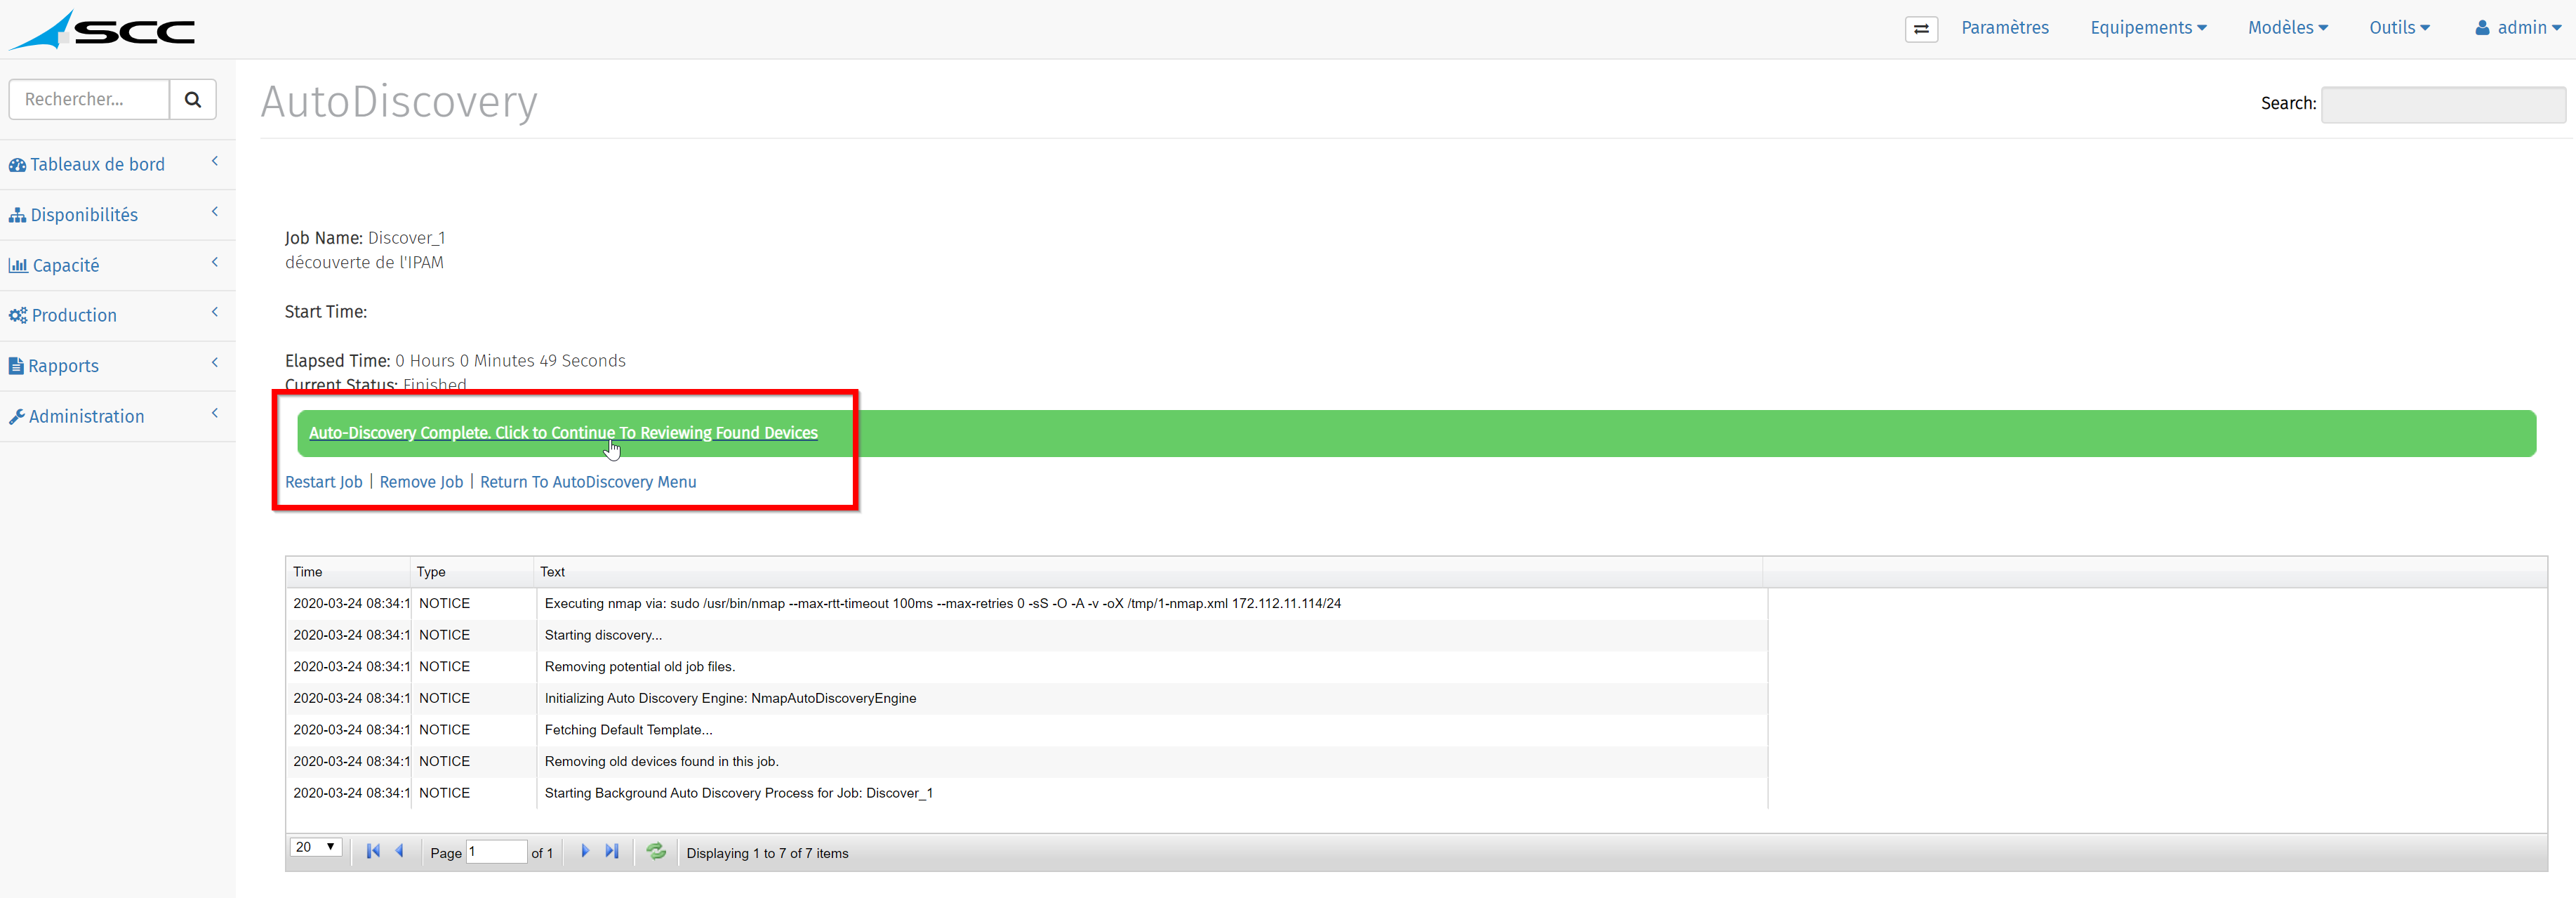 SCC
Paramètres Equipements Modèles Outils admin
Rechercher...
AutoDiscovery
Search:
Tableaux de bord
Disponibilités
Capacité
Production
Rapports
Administration
Job Name: Discover_1
découverte de l'IPAM
Start Time:
Elapsed Time: 0 Hours 0 Minutes 49 Seconds
Current Status: Finished
Auto-Discovery Complete. Click to Continue To Reviewing Found Devices
Restart Job | Remove Job | Return To AutoDiscovery Menu
Time Type Text
2020-03-24 08:34:1 NOTICE Executing nmap via: sudo /usr/bin/nmap --max-rtt-timeout 100ms --max-retries 0 -sS -O -A -v -oX /tmp/1-nmap.xml 172.112.11.114/24
2020-03-24 08:34:1 NOTICE Starting discovery...
2020-03-24 08:34:1 NOTICE Removing potential old job files.
2020-03-24 08:34:1 NOTICE Initializing Auto Discovery Engine: NmapAutoDiscoveryEngine
2020-03-24 08:34:1 NOTICE Fetching Default Template...
2020-03-24 08:34:1 NOTICE Removing old devices found in this job.
2020-03-24 08:34:1 NOTICE Starting Background Auto Discovery Process for Job: Discover_1
20 Page 1 of 1 Displaying 1 to 7 of 7 items